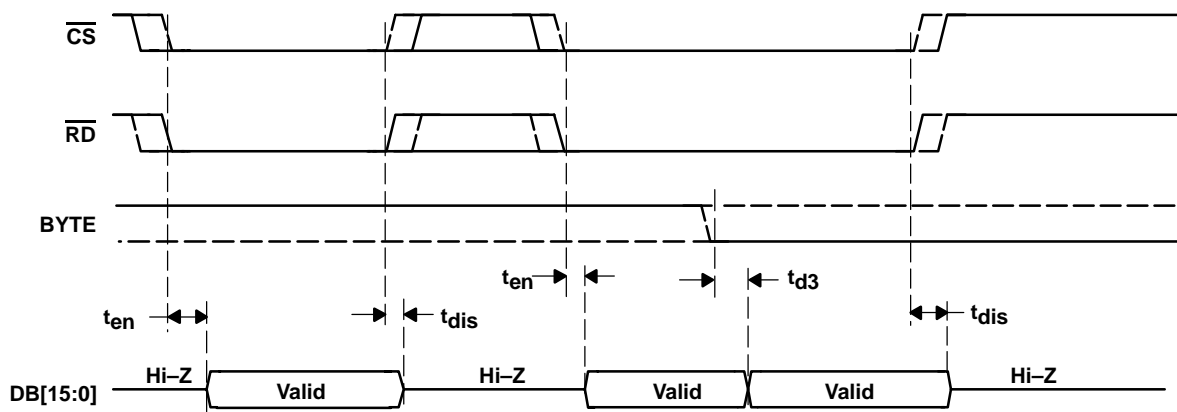 CS
RD
BYTE
ten
td3
ten
tdis
tdis
Hi–Z
Hi–Z
Hi–Z
DB[15:0]
Valid
Valid
Valid